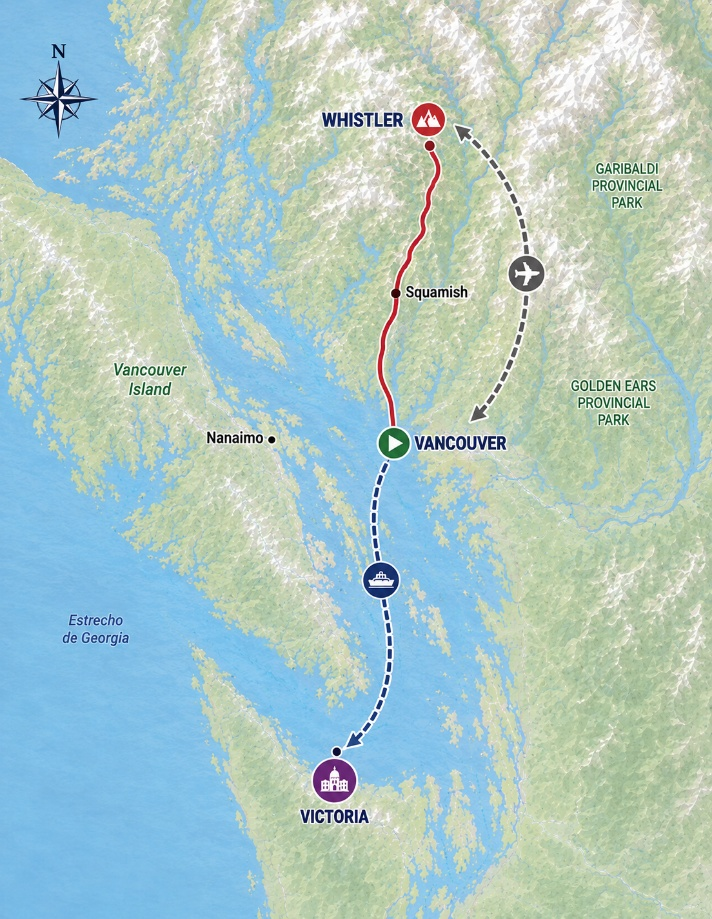 N
WHISTLER
GARIBALDI
PROVINCIAL
PARK
Squamish
Vancouver
Island
GOLDEN EARS
PROVINCIAL
PARK
Nanaimo
VANCOUVER
Estrecho
de Georgia
VICTORIA